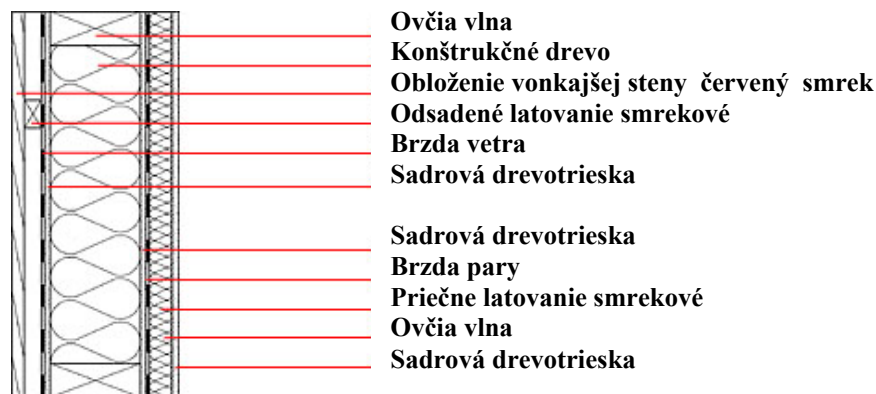 Ovčia vlna
Konštrukčné drevo
Obloženie vonkajšej steny červený smrek
Odsadené latovanie smrekové
Brzda vetra
Sadrová drevotrieska
Sadrová drevotrieska
Brzda pary
Priečne latovanie smrekové
Ovčia vlna
Sadrová drevotrieska